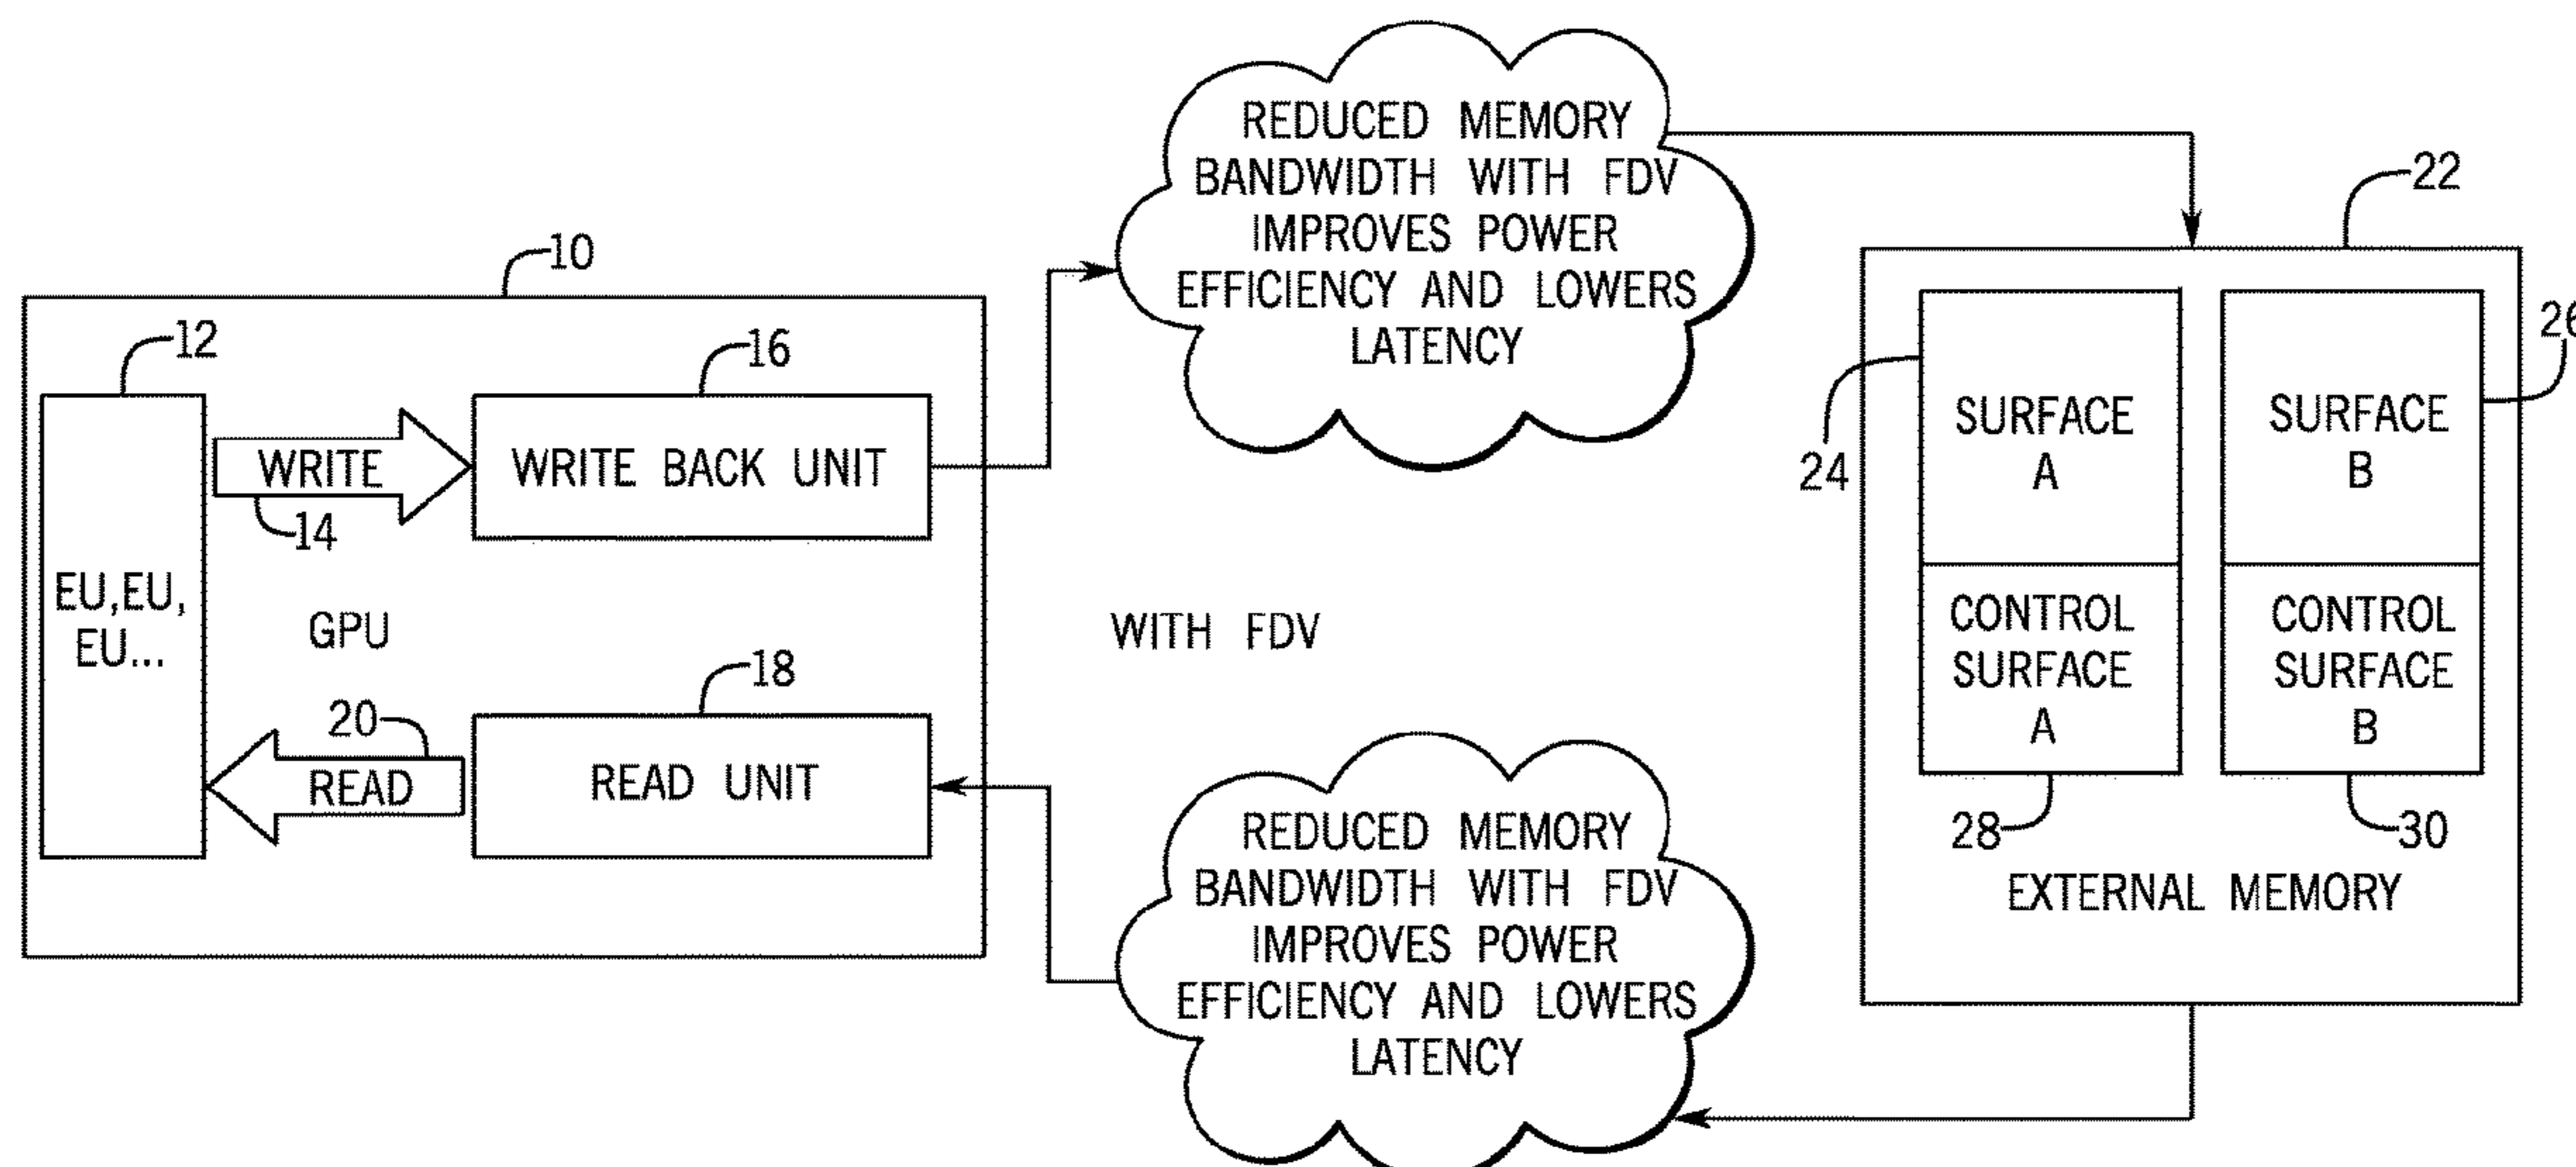 REDUCED MEMORY
BANDWIDTH WITH FDV
IMPROVES POWER
EFFICIENCY AND LOWERS
LATENCY
22
10
12
16
26
WRITE
14
WRITE BACK UNIT
24
SURFACE
A
SURFACE
B
EU,EU,
EU...
GPU
WITH FDV
CONTROL
SURFACE
A
CONTROL
SURFACE
B
18
20
READ
READ UNIT
28
30
EXTERNAL MEMORY
REDUCED MEMORY
BANDWIDTH WITH FDV
IMPROVES POWER
EFFICIENCY AND LOWERS
LATENCY